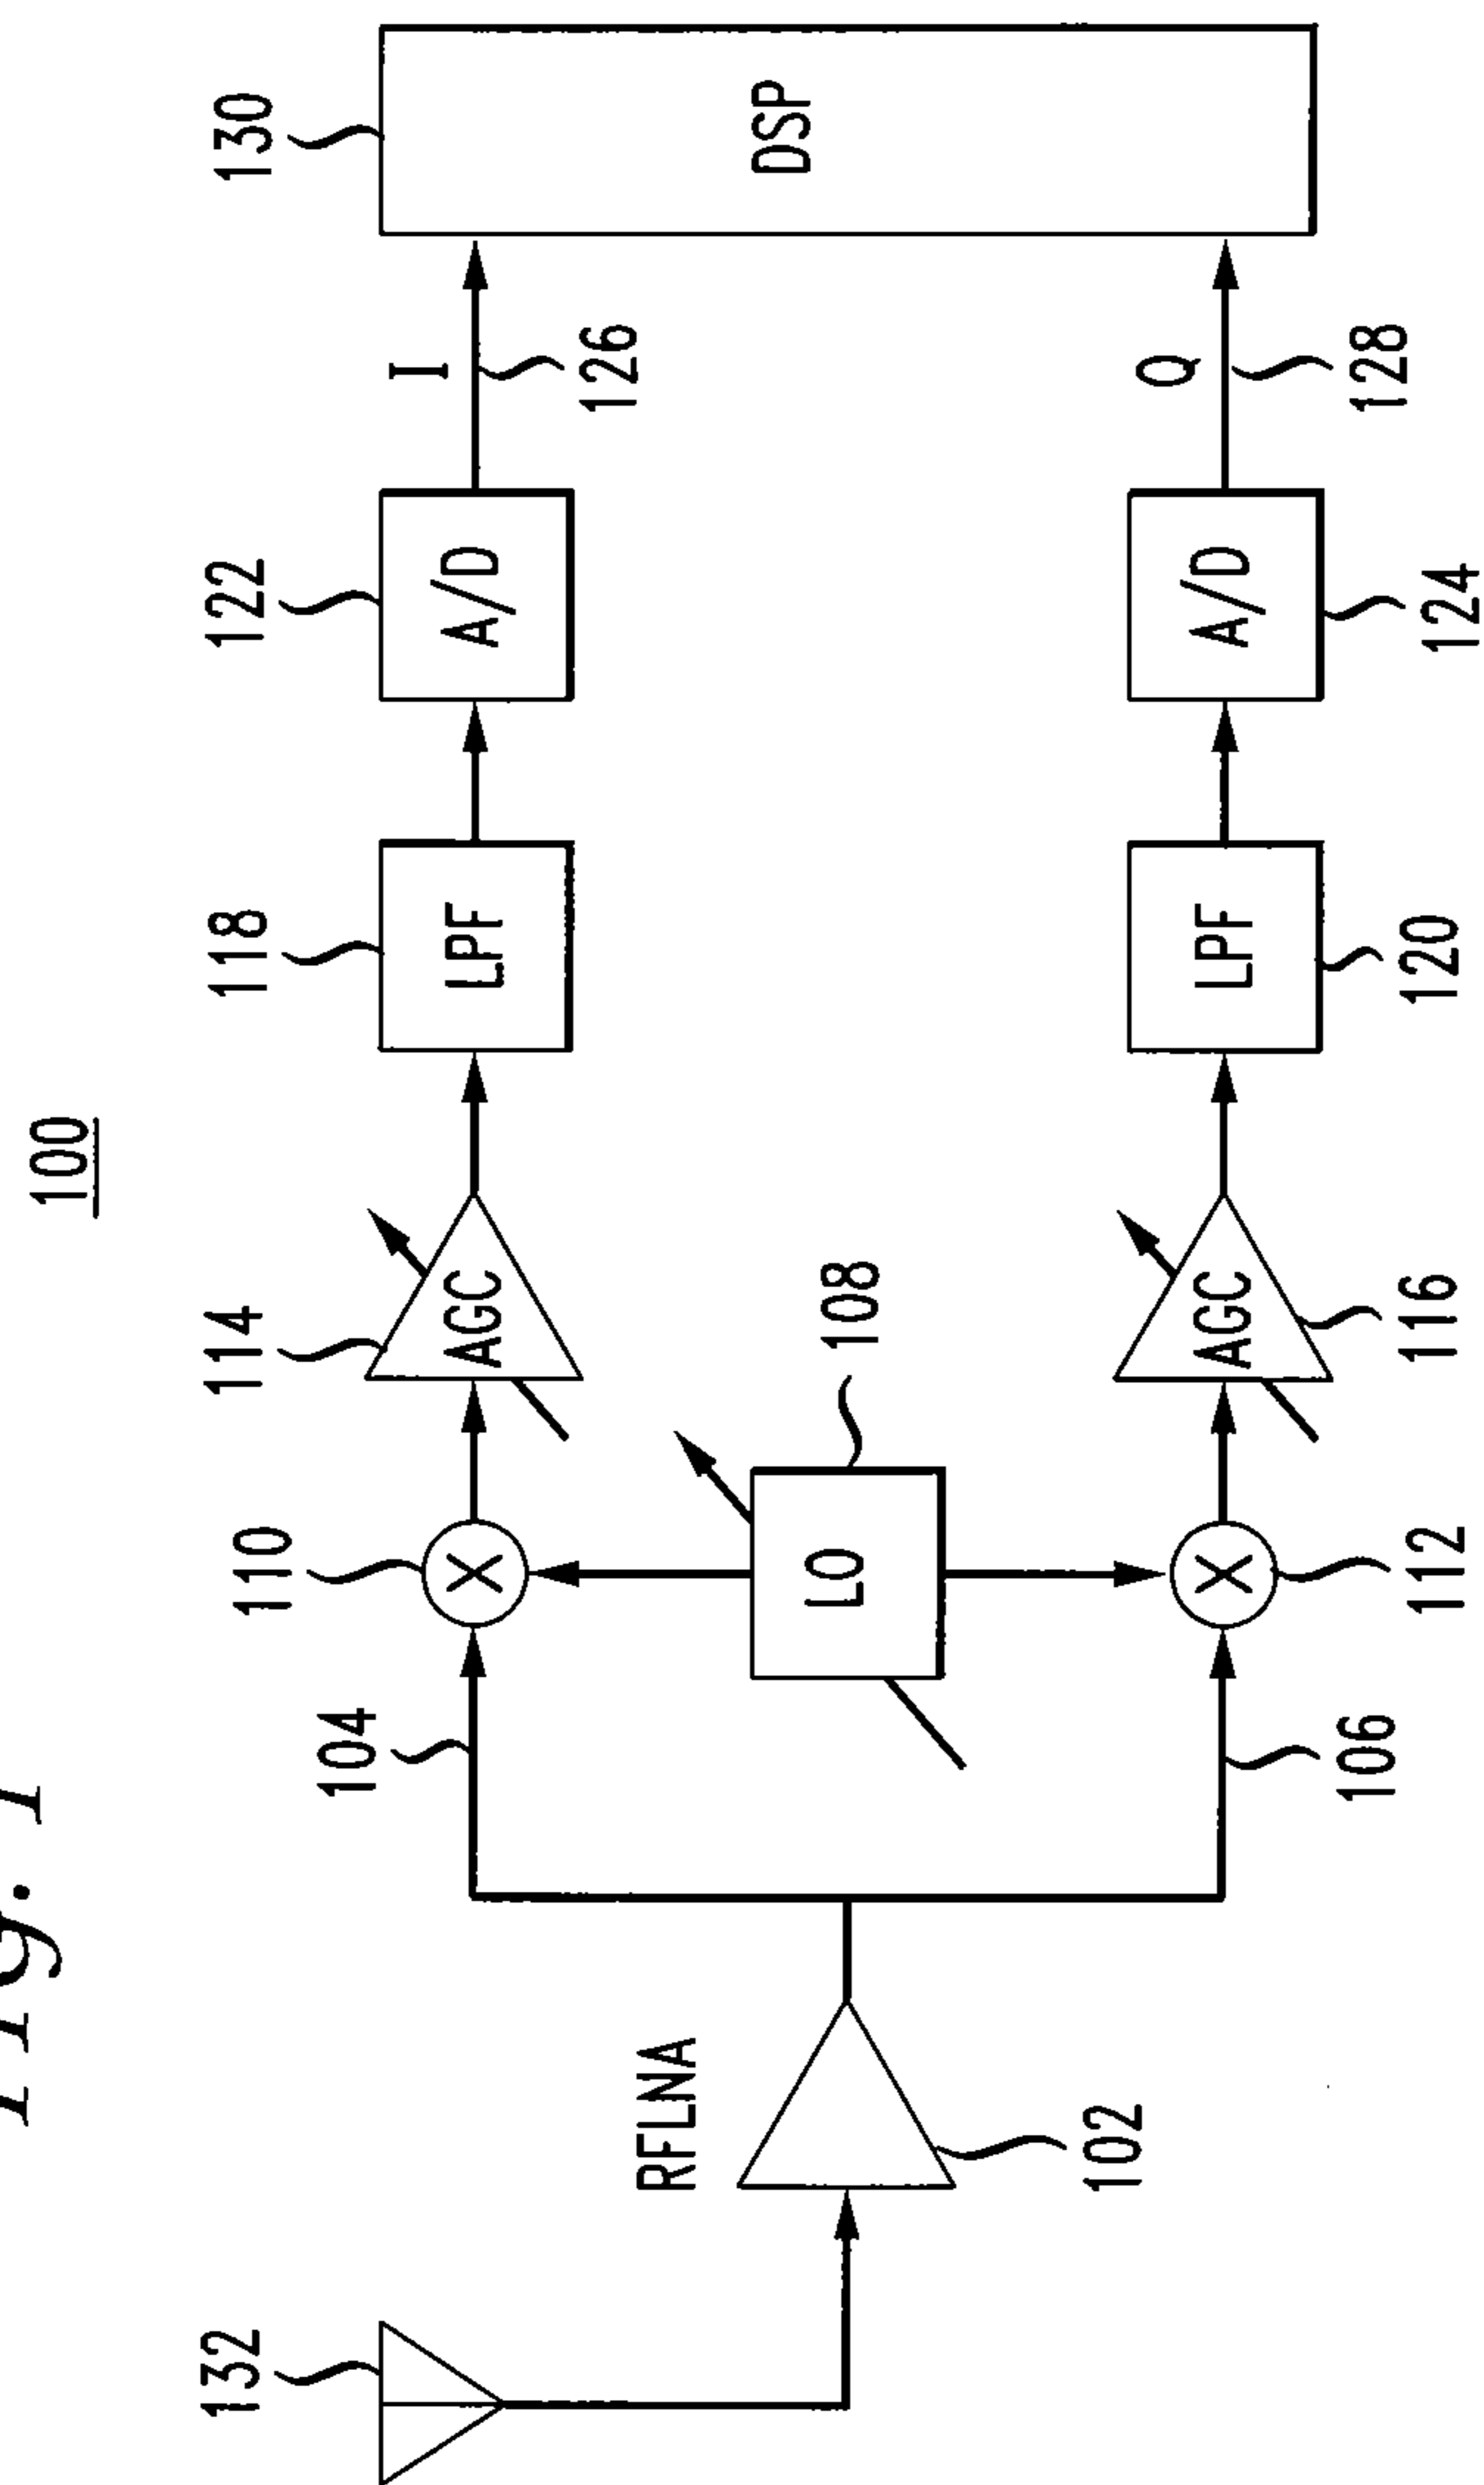 Fig. 1
100
132
RFLNA
102
104
106
110
LO
108
112
114
AGC
AGC
116
118
LPF
LPF
120
122
A/D
A/D
124
I
126
Q
128
130
DSP
X
X